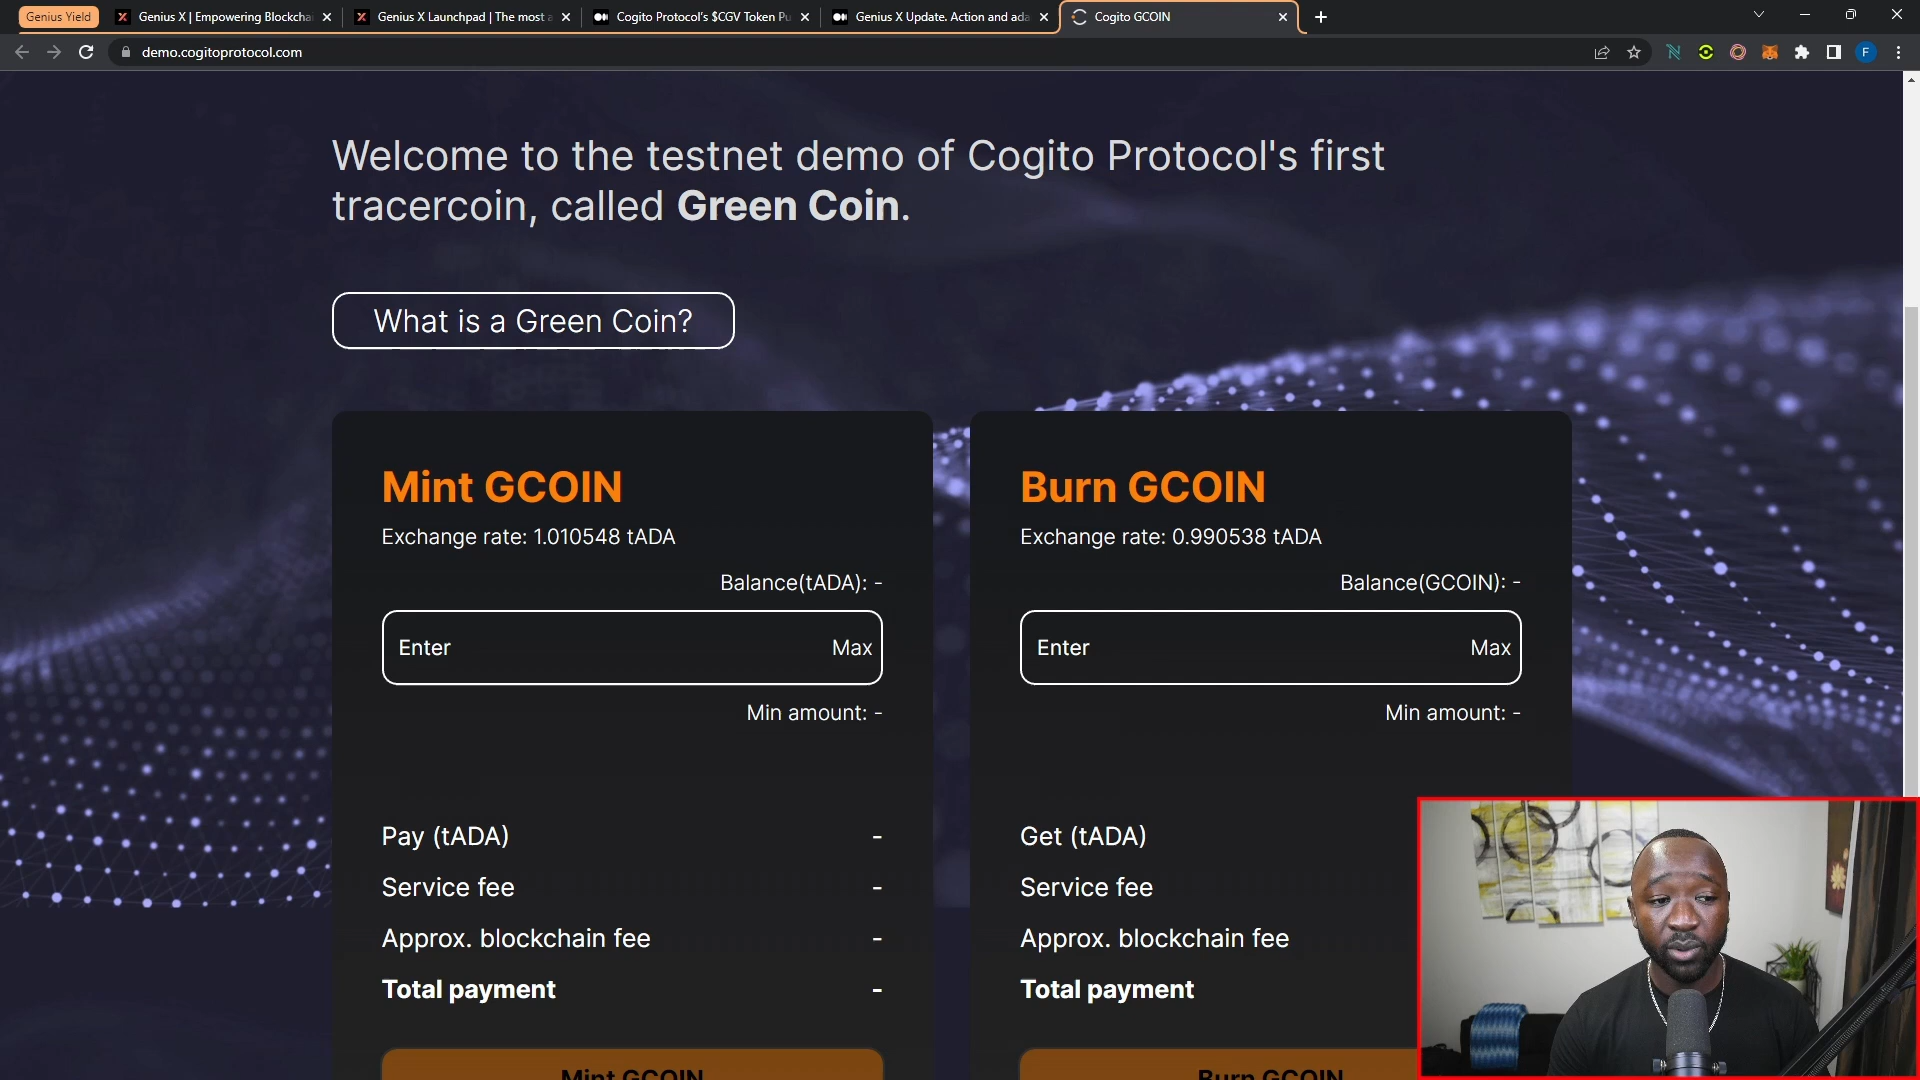 Genius Yield
Genius X | Empowering Blockchai
Genius X Launchpad | The most a
Cogito Protocol's $CGV Token Pu
Genius X Update. Action and ada
Cogito GCOIN
demo.cogitoprotocol.com
F
Welcome to the testnet demo of Cogito Protocol's first
tracercoin, called Green Coin.
What is a Green Coin?
Mint GCOIN
Exchange rate: 1.010548 tADA
Balance(tADA): -
Enter Max
Min amount: -
Pay (tADA) -
Service fee -
Approx. blockchain fee -
Total payment -
Mint GCOIN
Burn GCOIN
Exchange rate: 0.990538 tADA
Balance(GCOIN): -
Enter Max
Min amount: -
Get (tADA)
Service fee
Approx. blockchain fee
Total payment
Burn GCOIN